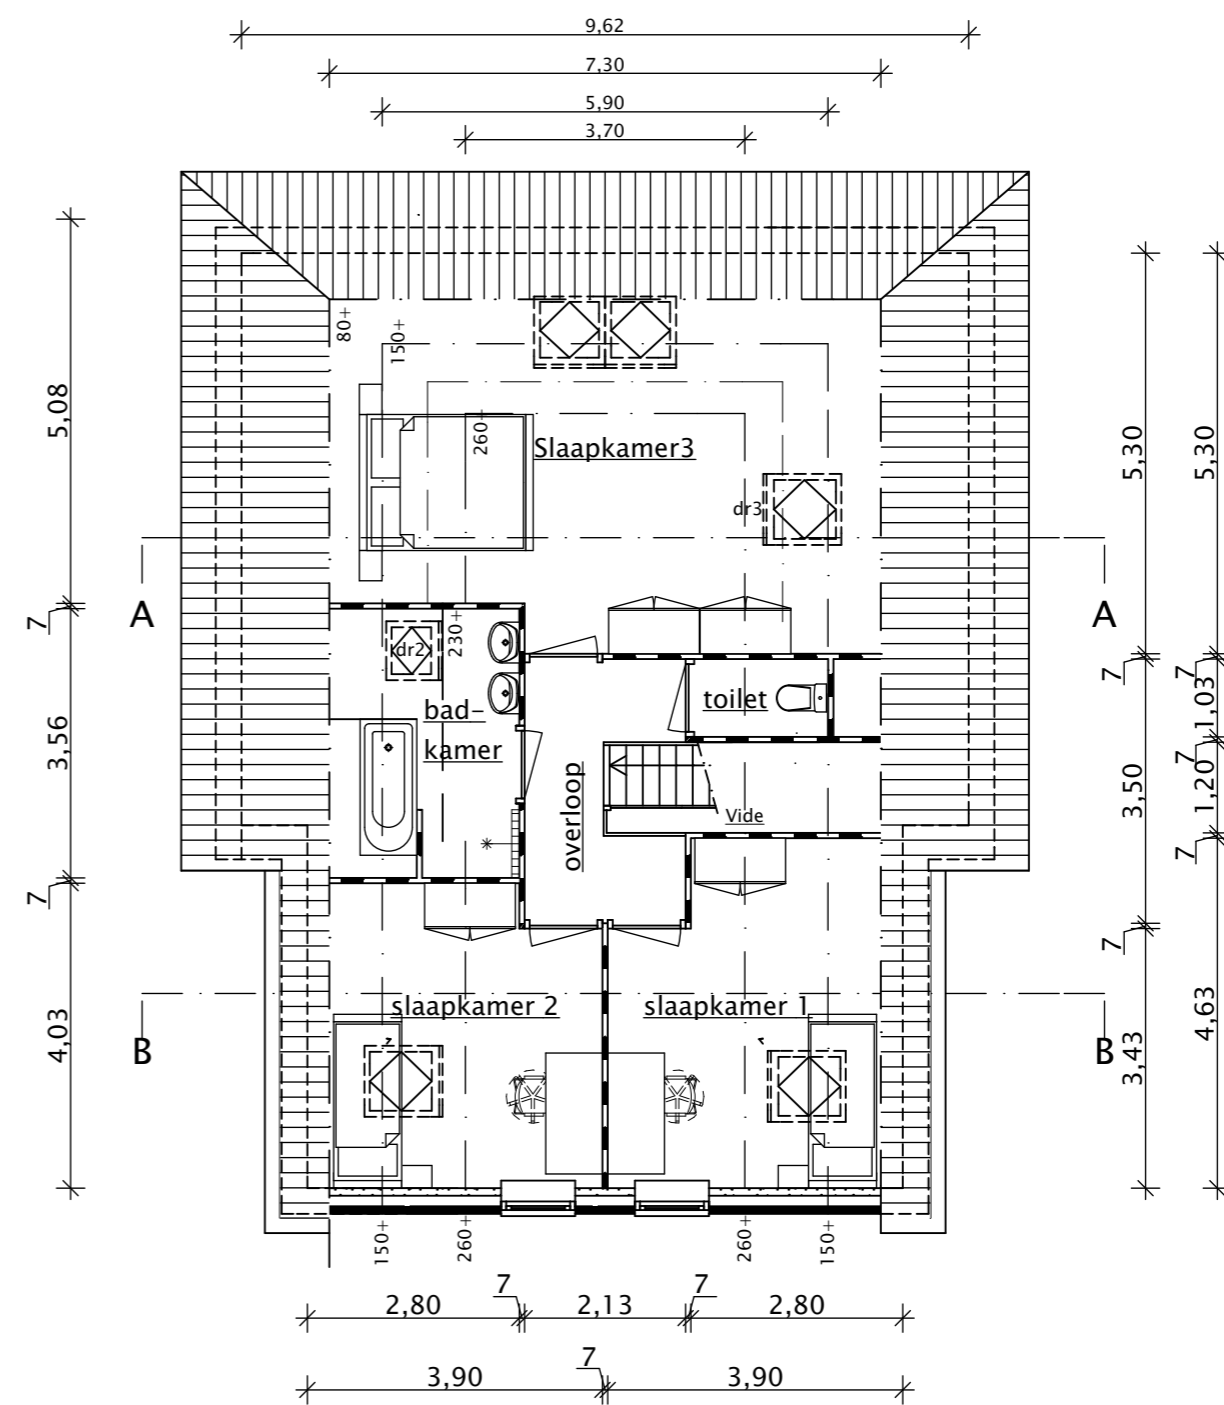 9,62
7,30
5,90
3,70
80+
150+
260+
Slaapkamer3
dr3
5,08
5,30
5,30
A
A
7
dr2
230+
bad-
kamer
toilet
7
7
1,03
3,56
overloop
Vide
7
1,20
3,50
7
7
7
slaapkamer 2
slaapkamer 1
B
B
4,03
3,43
4,63
150+
260+
260+
150+
7
7
2,80
2,13
2,80
7
3,90
3,90